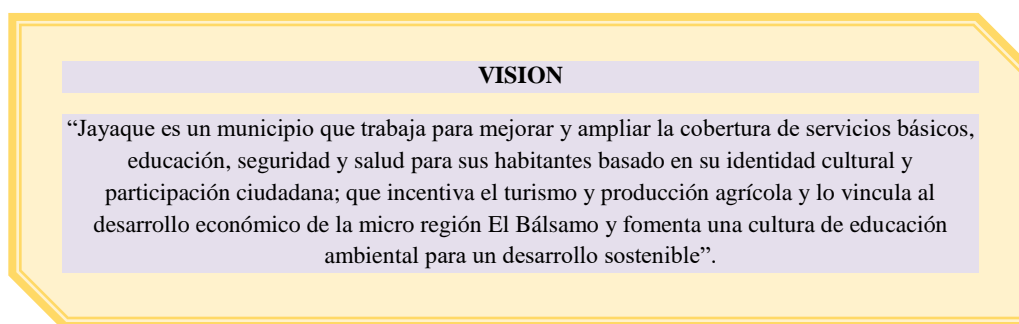 VISION
“Jayaque es un municipio que trabaja para mejorar y ampliar la cobertura de servicios básicos,
educación, seguridad y salud para sus habitantes basado en su identidad cultural y
participación ciudadana; que incentiva el turismo y producción agrícola y lo vincula al
desarrollo económico de la micro región El Bálsamo y fomenta una cultura de educación
ambiental para un desarrollo sostenible”.